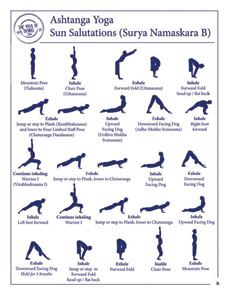 THE YOGA OF
Ashtanga Yoga
Sun Salutations (Surya Namaskara B)
Mountain Pose
(Tadasana)
Inhale
Chair Pose
(Utkatasana)
Exhale
Forward Fold (Uttanasana)
Inhale
Forward Fold
head up / flat back
Exhale
Jump or step to Plank (Kumbhakasana)
and lower to Four Limbed Staff Pose
(Chaturanga Dandasana)
Inhale
Upward
Facing Dog
(Urdhva Mukha
Svanasana)
Exhale
Downward Facing Dog
(Adho Mukha Svanasana)
Inhale
Right foot
forward
Continue inhaling
Warrior I
(Virabhadrasana I)
Exhale
Jump or step to Plank, lower to Chaturanga
Inhale
Upward
Facing Dog
Exhale
Downward
Facing Dog
Inhale
Left foot forward
Continue inhaling
Warrior I
Exhale
Jump or step to Plank, lower to Chaturanga
Inhale
Upward Facing Dog
Exhale
Downward Facing Dog
Hold for 5 breaths
Inhale
Jump or step to
Forward Fold
head up / flat back
Exhale
Forward Fold
Inhale
Chair Pose
Exhale
Mountain Pose